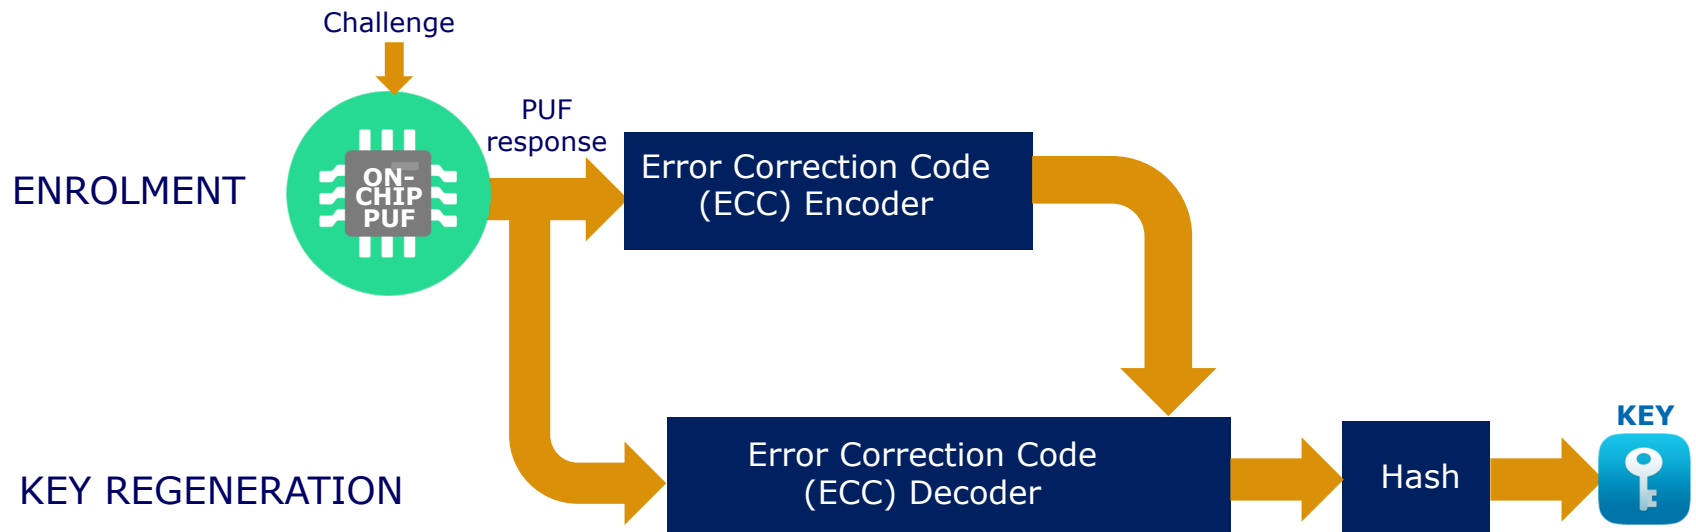 Challenge
PUF
response
ENROLMENT
ON-
CHIP
PUF
Error Correction Code
(ECC) Encoder
KEY REGENERATION
Error Correction Code
(ECC) Decoder
Hash
KEY